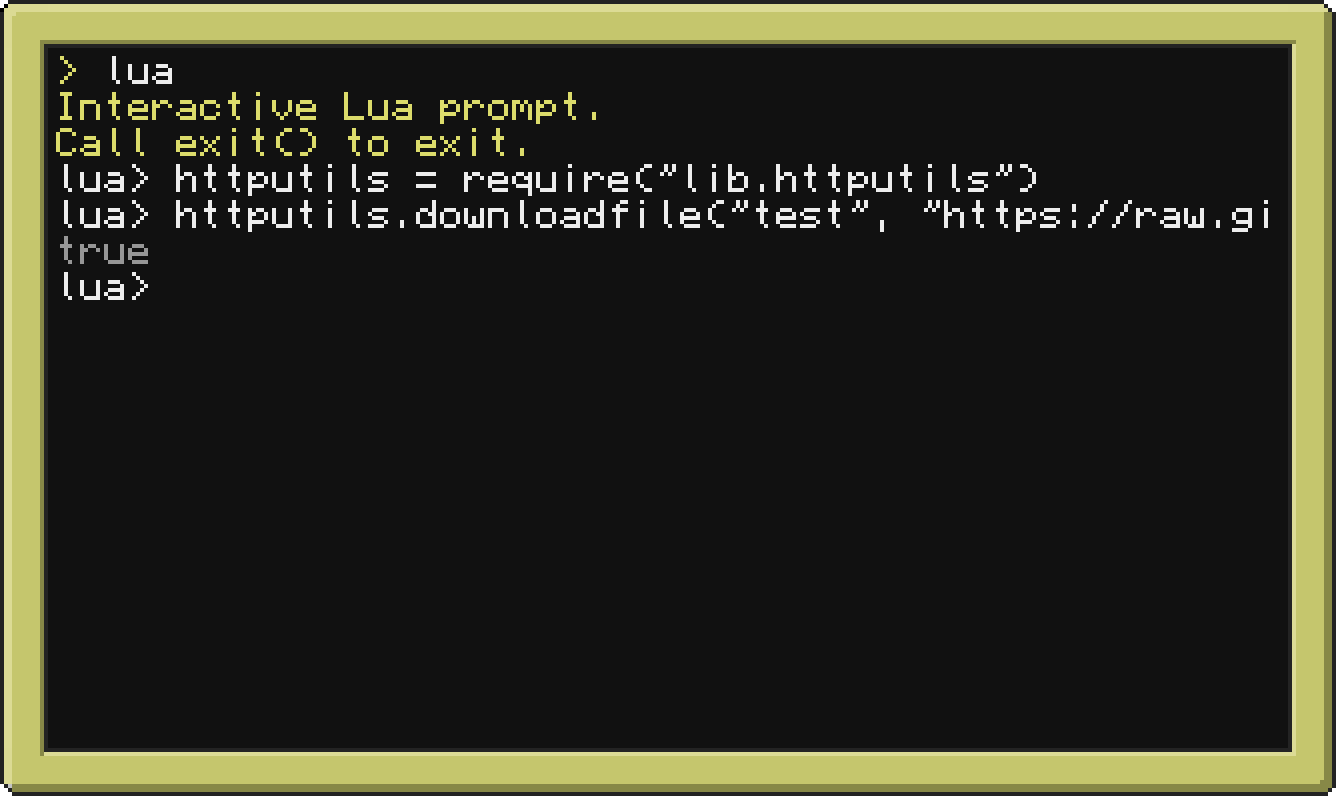 > lua
Interactive Lua prompt.
Call exit() to exit.
lua> httputils = require("lib.httputils")
lua> httputils.downloadfile("test", "https://raw.gi
true
lua>